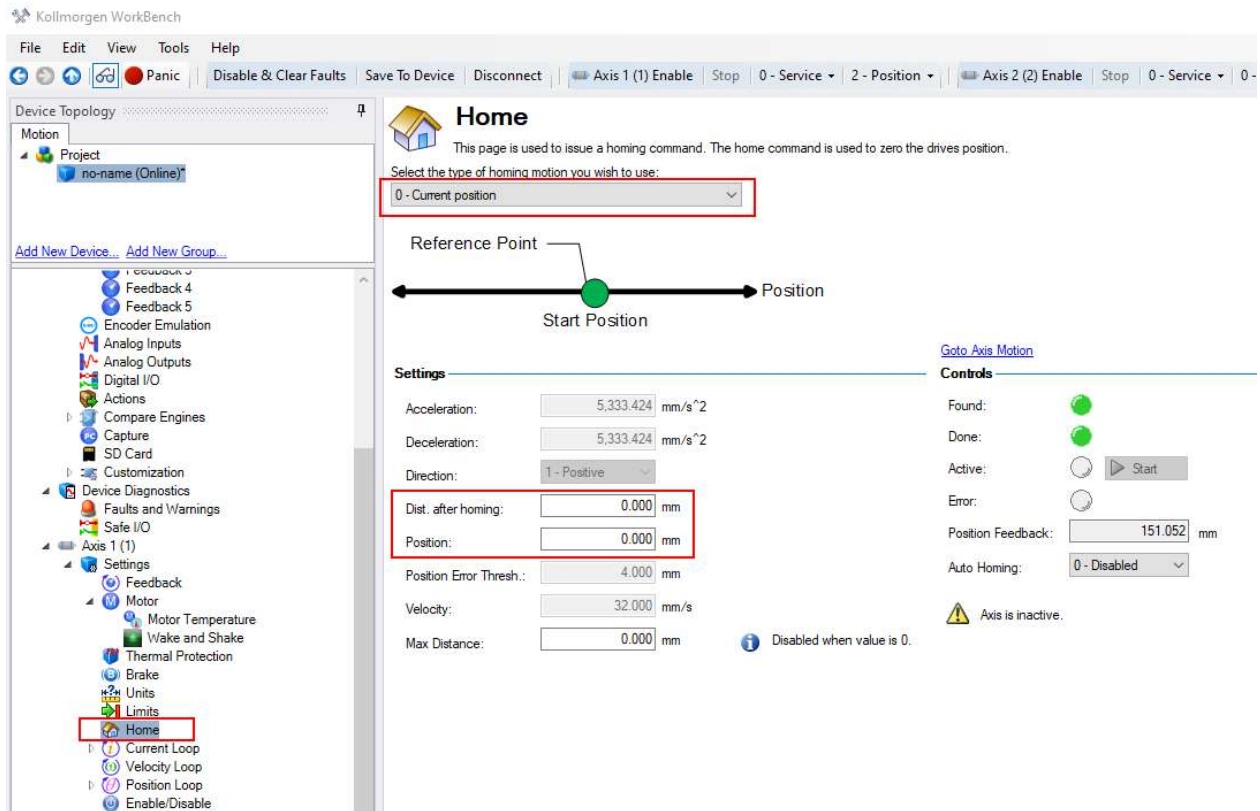 Kollmorgen WorkBench
File Edit View Tools Help
Panic Disable & Clear Faults Save To Device Disconnect Axis 1 (1) Enable Stop 0 - Service 2 - Position Axis 2 (2) Enable Stop 0 - Service 0 -
Device Topology
Motion
Project
no-name (Online)*
Add New Device... Add New Group...
Feedback 4
Feedback 5
Encoder Emulation
Analog Inputs
Analog Outputs
Digital I/O
Actions
Compare Engines
Capture
SD Card
Customization
Device Diagnostics
Faults and Warnings
Safe I/O
Axis 1 (1)
Settings
Feedback
Motor
Motor Temperature
Wake and Shake
Thermal Protection
Brake
Units
Limits
Home
Current Loop
Velocity Loop
Position Loop
Enable/Disable
Home
This page is used to issue a homing command. The home command is used to zero the drives position.
Select the type of homing motion you wish to use:
0 - Current position
Reference Point
Position
Start Position
Settings
Acceleration: 5,333.424 mm/s^2
Deceleration: 5,333.424 mm/s^2
Direction: 1 - Positive
Dist. after homing: 0.000 mm
Position: 0.000 mm
Position Error Thresh.: 4.000 mm
Velocity: 32.000 mm/s
Max Distance: 0.000 mm Disabled when value is 0.
Goto Axis Motion
Controls
Found:
Done:
Active: Start
Error:
Position Feedback: 151.052 mm
Auto Homing: 0 - Disabled
Axis is inactive.